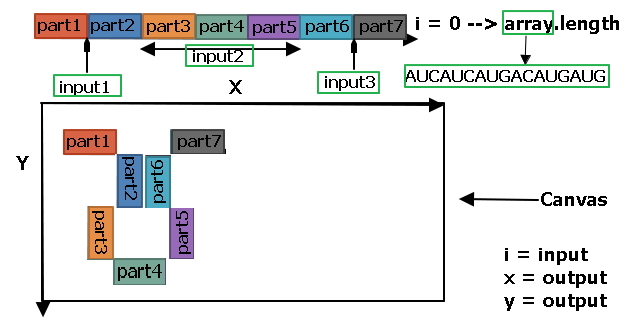 part1 part2 part3 part4 part5 part6 part7 i = 0 --> array.length
input1 input2 input3
AUCAUCAUGACAUGAUG
X
Y
part1 part7
part2 part6
part3 part5
part4
Canvas
i = input
x = output
y = output